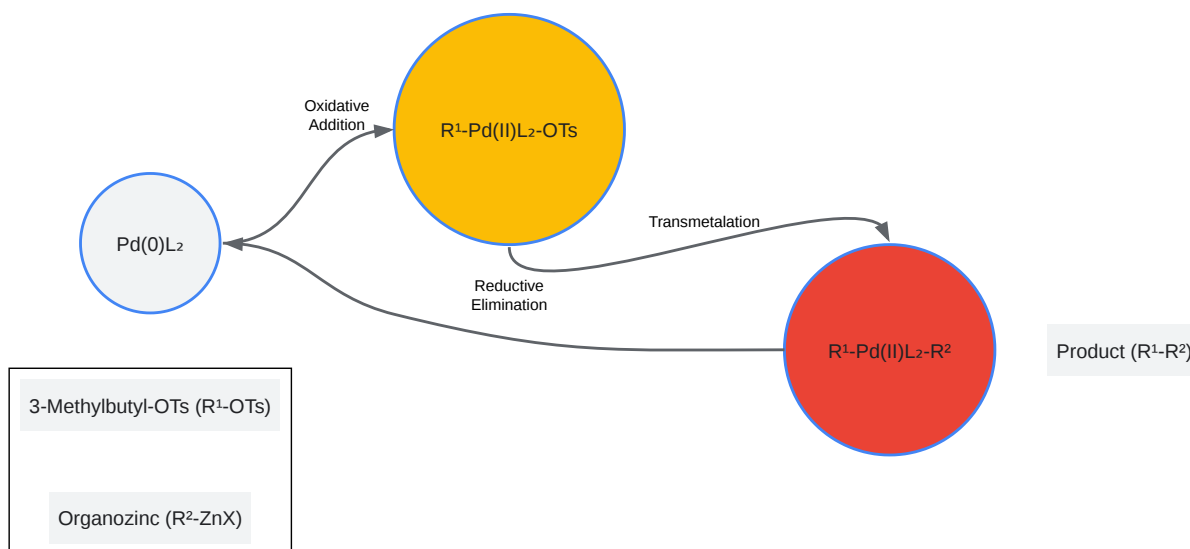 Oxidative
Addition
R¹-Pd(II)L₂-OTs
Transmetalation
Pd(0)L₂
Reductive
Elimination
R¹-Pd(II)L₂-R²
Product (R¹-R²)
3-Methylbutyl-OTs (R¹-OTs)
Organozinc (R²-ZnX)